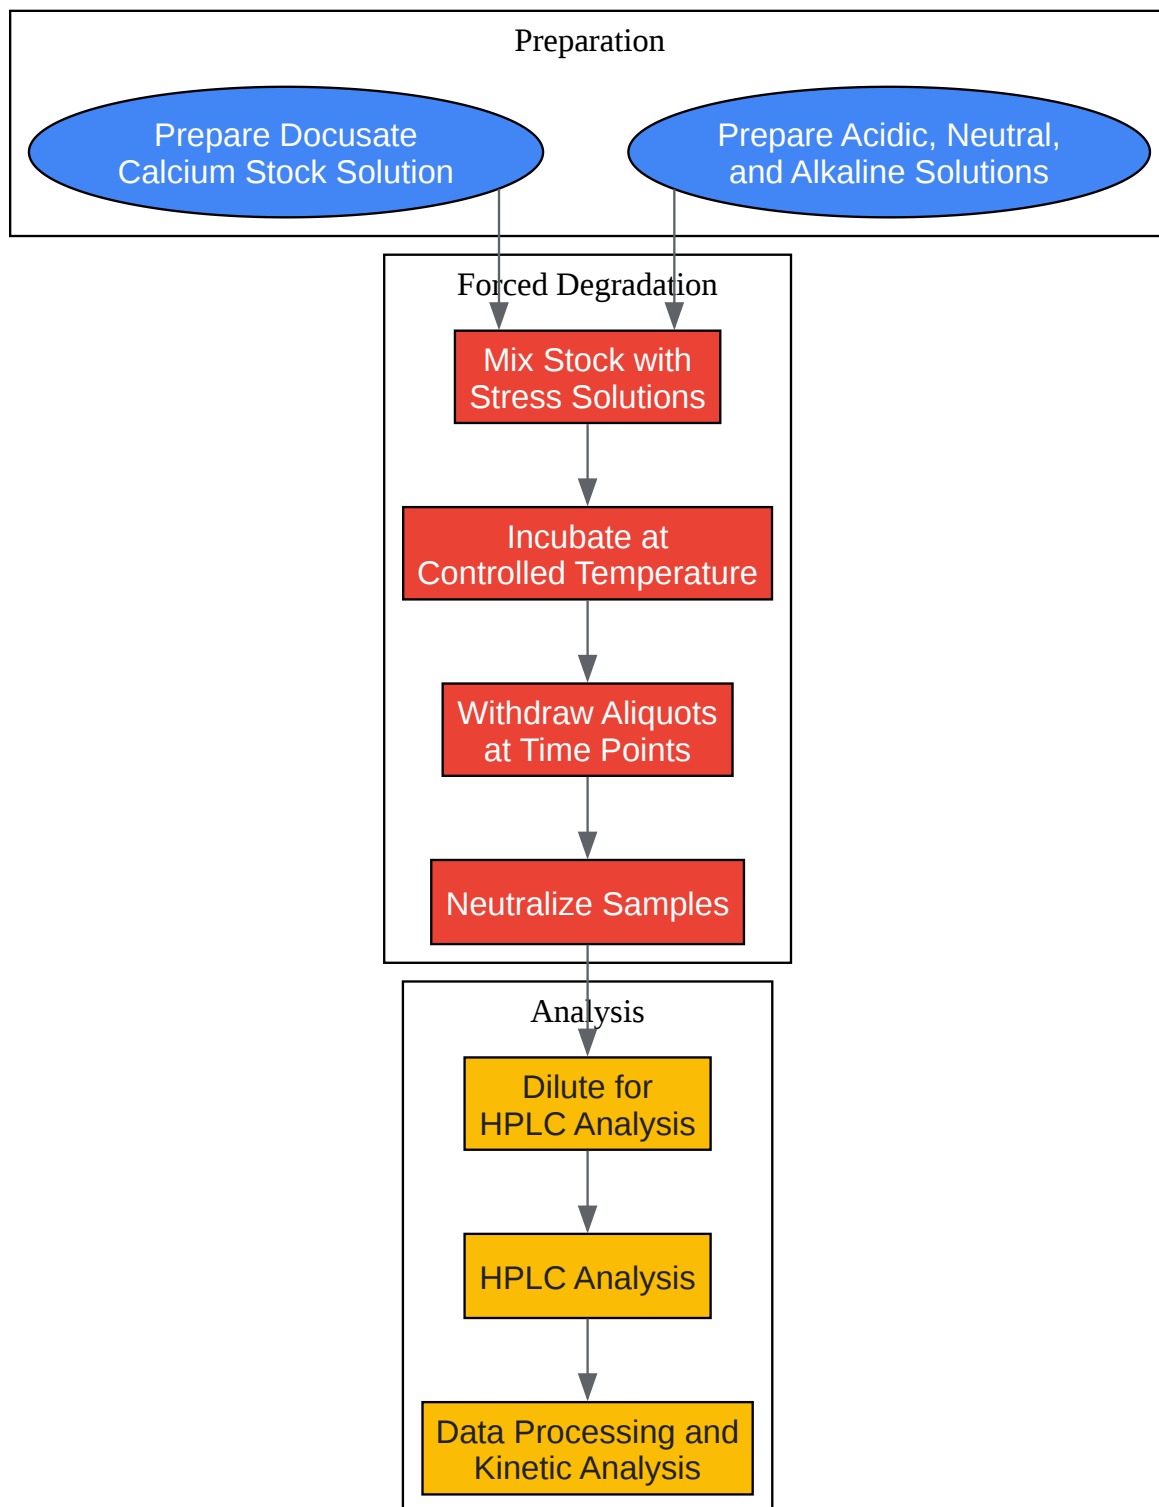 Preparation
Prepare Docusate
Calcium Stock Solution
Prepare Acidic, Neutral,
and Alkaline Solutions
Forced Degradation
Mix Stock with
Stress Solutions
Incubate at
Controlled Temperature
Withdraw Aliquots
at Time Points
Neutralize Samples
Analysis
Dilute for
HPLC Analysis
HPLC Analysis
Data Processing and
Kinetic Analysis